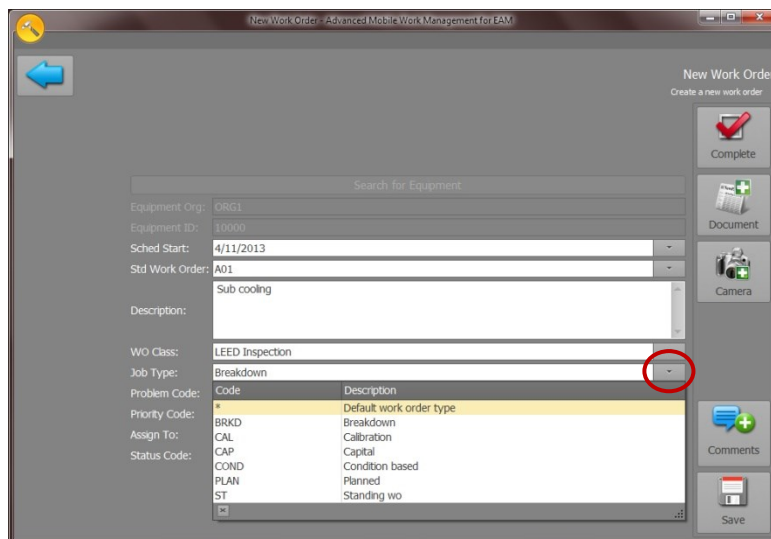 New Work Order - Advanced Mobile Work Management for EAM
New Work Orde
Create a new work order
Complete
Search for Equipment
Equipment Org: ORG1
Document
Equipment ID: 10000
Sched Start: 4/11/2013
Std Work Order: A01
Camera
Description: Sub cooling
WO Class: LEED Inspection
Job Type: Breakdown
Problem Code:
Priority Code:
Assign To:
Status Code:
Code Description
* Default work order type
BRKD Breakdown
CAL Calibration
CAP Capital
COND Condition based
PLAN Planned
ST Standing wo
Comments
Save